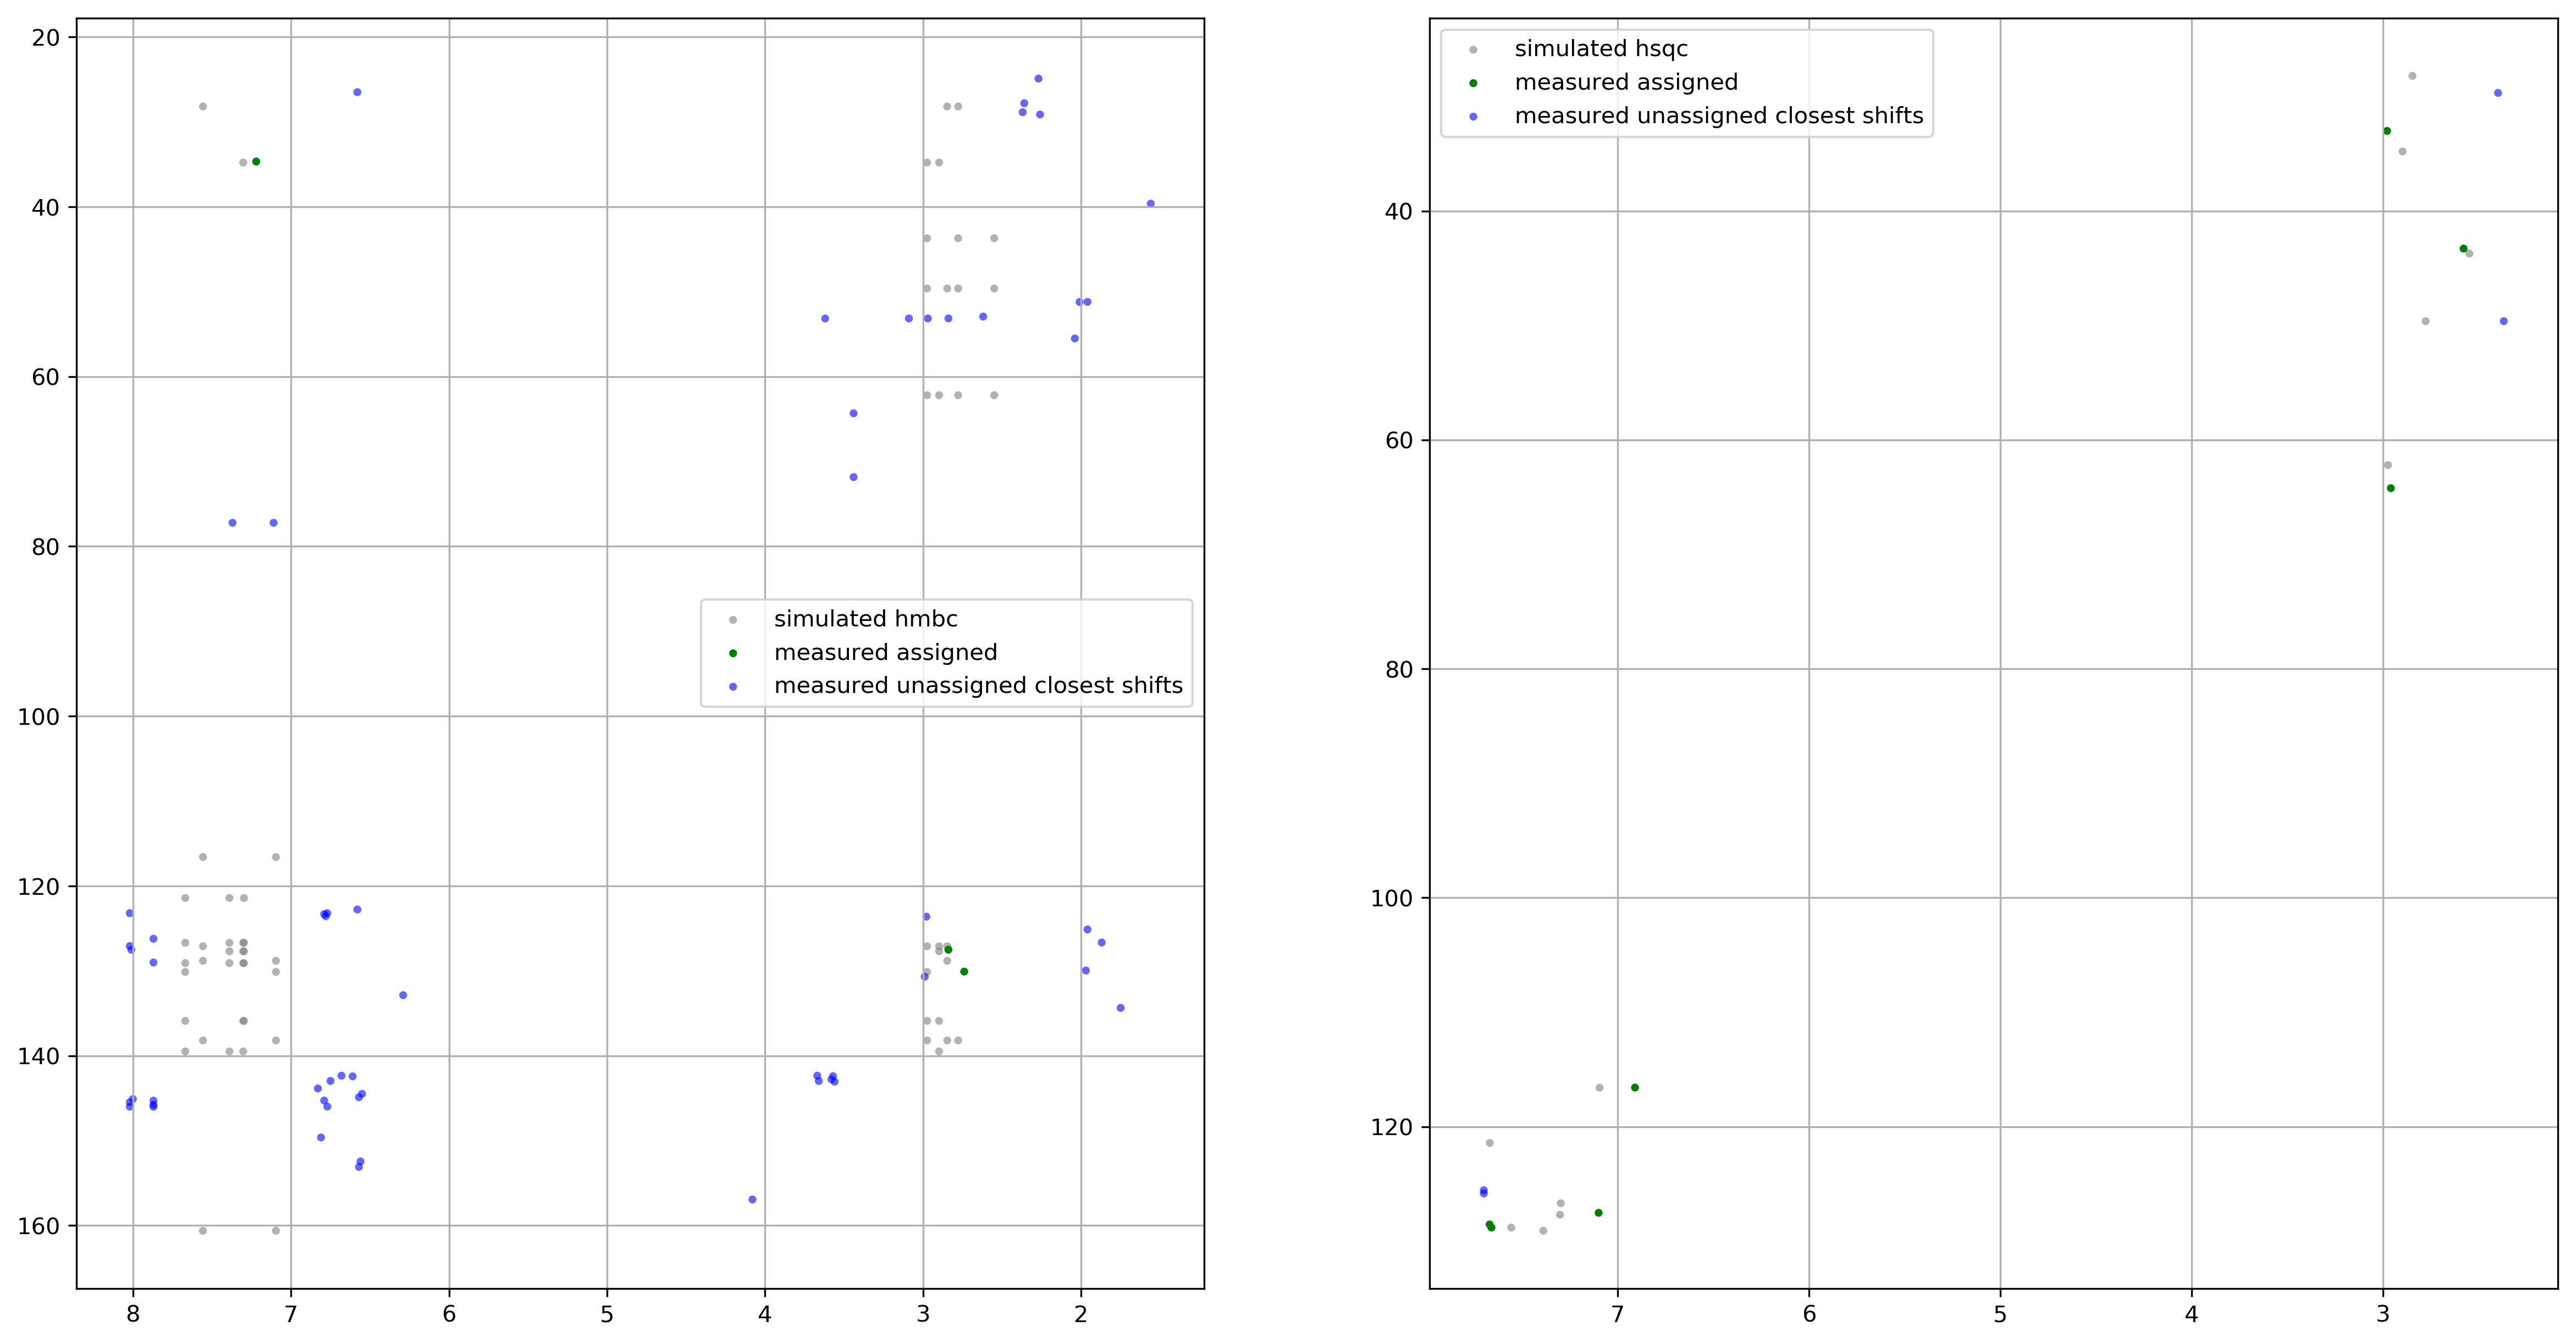 20
40
60
80
100
120
140
160
8 7 6 5 4 3 2
simulated hmbc
measured assigned
measured unassigned closest shifts
simulated hsqc
measured assigned
measured unassigned closest shifts
40
60
80
100
120
7 6 5 4 3